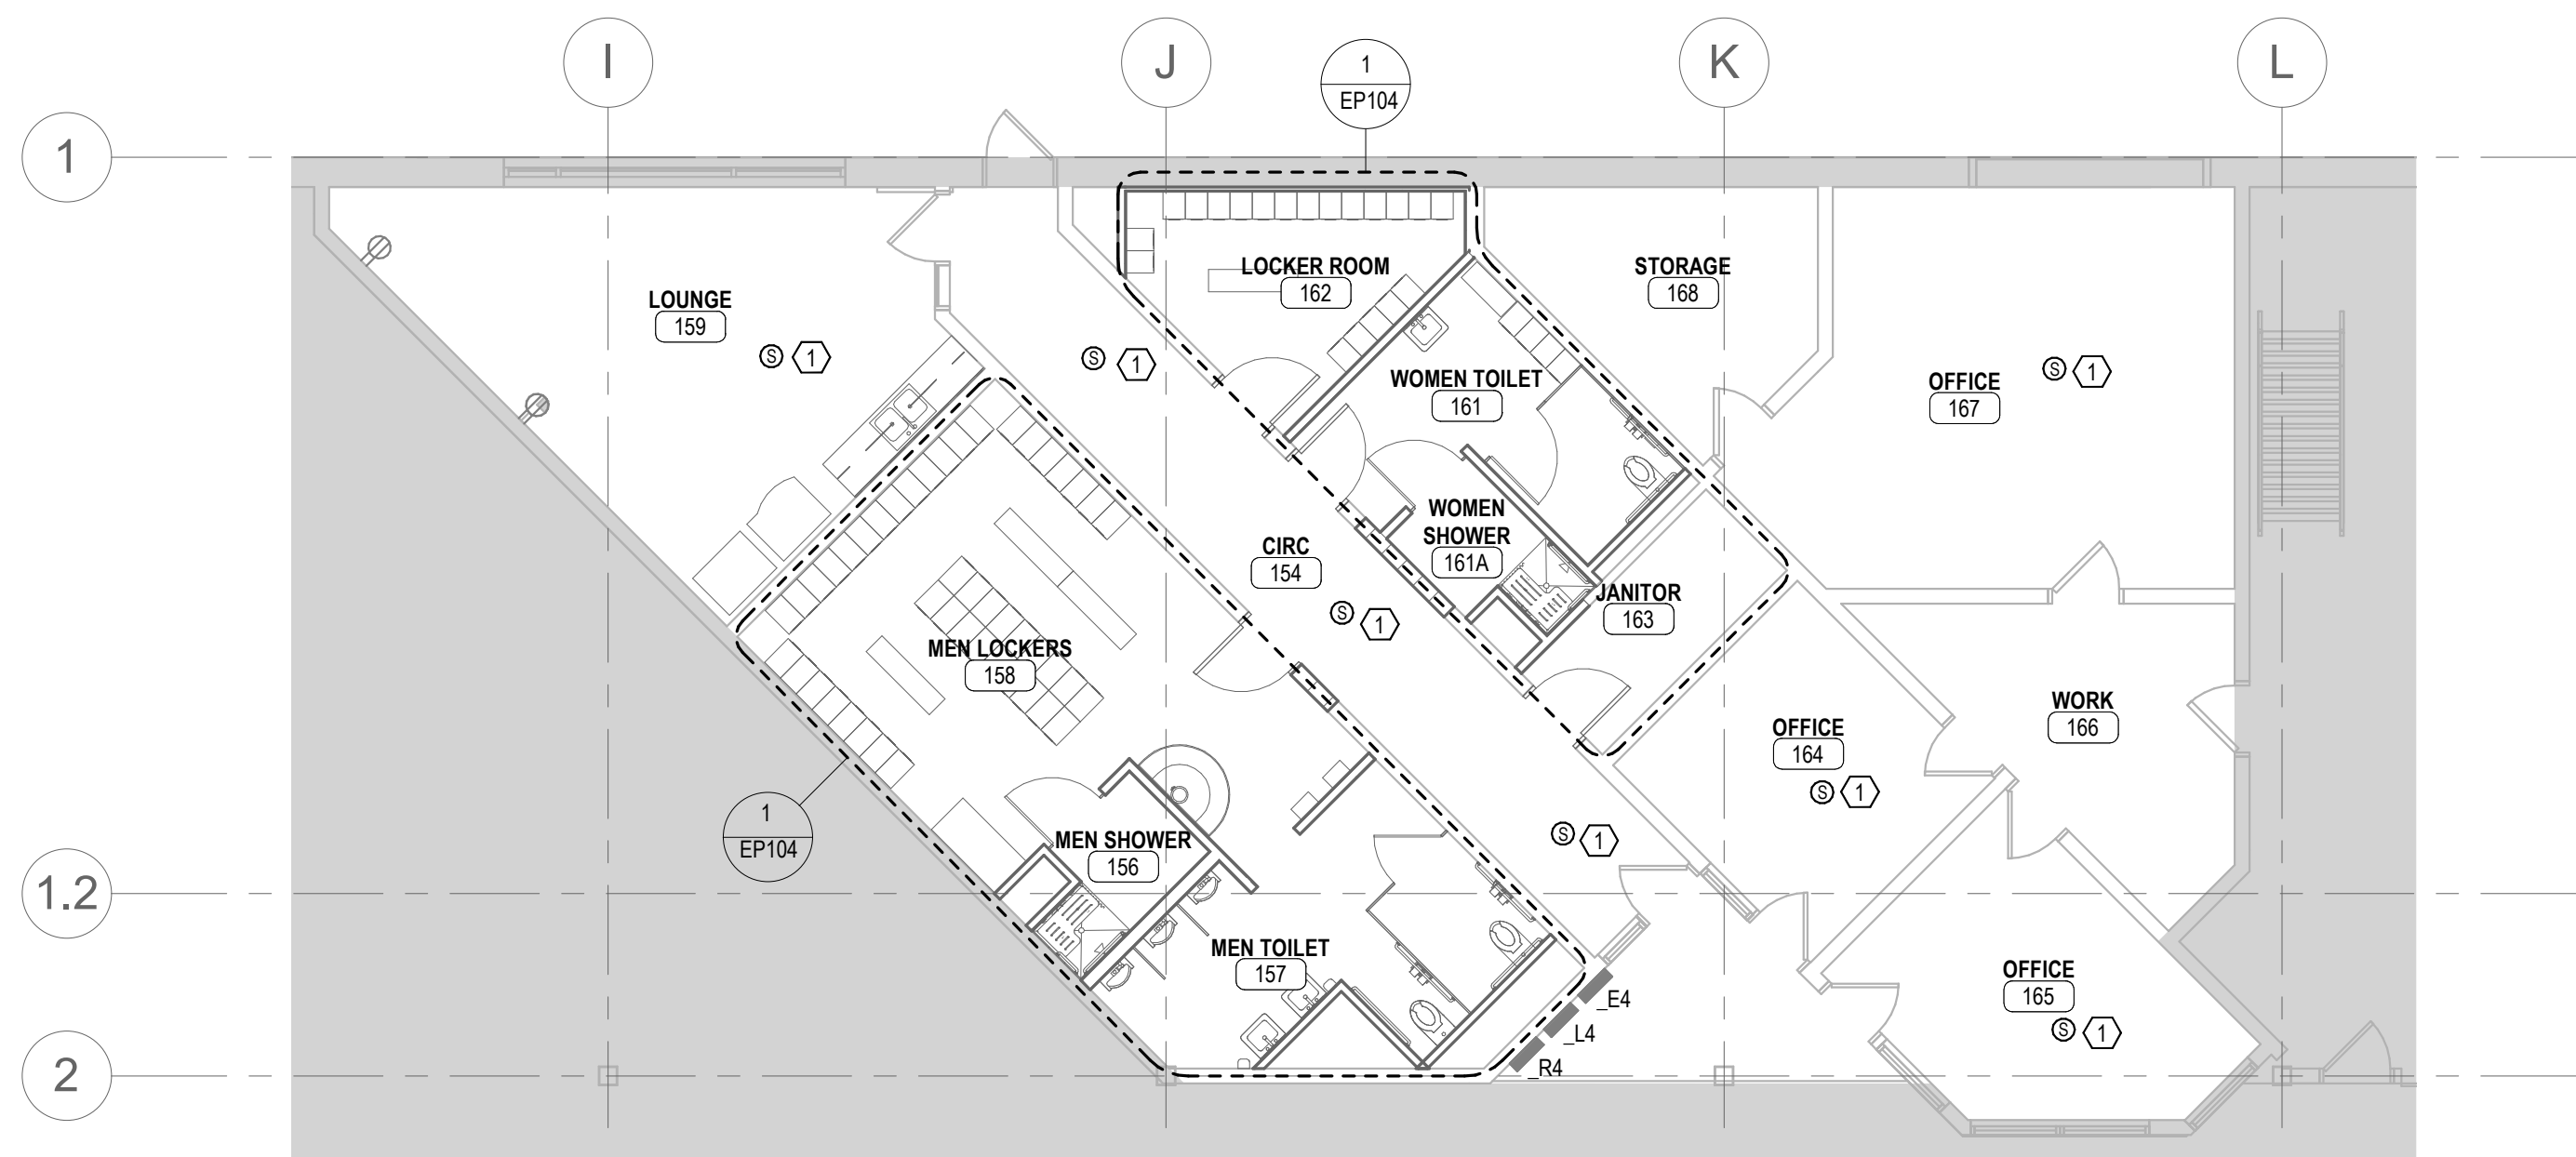 I
J
K
L
1
EP104
1
LOCKER ROOM
162
STORAGE
168
LOUNGE
159
S
1
S
1
WOMEN TOILET
161
OFFICE
167
S
1
WOMEN
SHOWER
161A
CIRC
154
JANITOR
163
S
1
MEN LOCKERS
158
WORK
166
OFFICE
164
S
1
1
EP104
MEN SHOWER
156
S
1
1.2
MEN TOILET
157
OFFICE
165
S
1
_E4
_L4
_R4
2